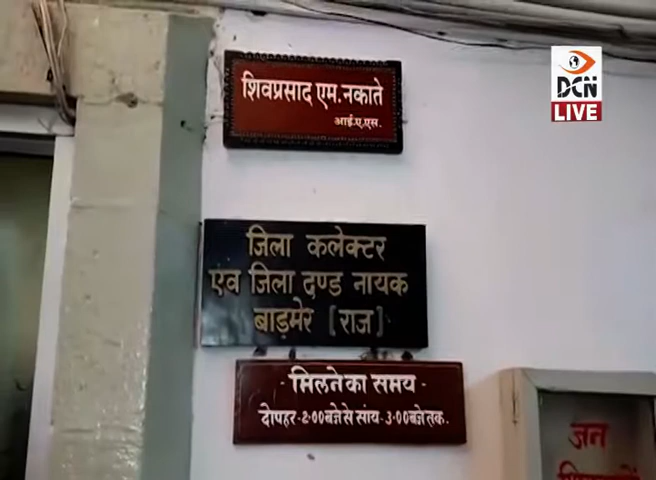 DCN
LIVE
शिवप्रसाद एम. नकाते
आई.ए.एस.
जिला कलेक्टर
एवं जिला दण्ड नायक
बाड़मेर [राज]
-मिलने का समय-
दोपहर - 2.00 बजे से सांय - 3.00 बजे तक.
जन